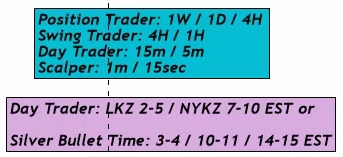 Position Trader: 1W / 1D / 4H
Swing Trader: 4H / 1H
Day Trader: 15m / 5m
Scalper: 1m / 15sec
Day Trader: LKZ 2-5 / NYKZ 7-10 EST or
Silver Bullet Time: 3-4 / 10-11 / 14-15 EST